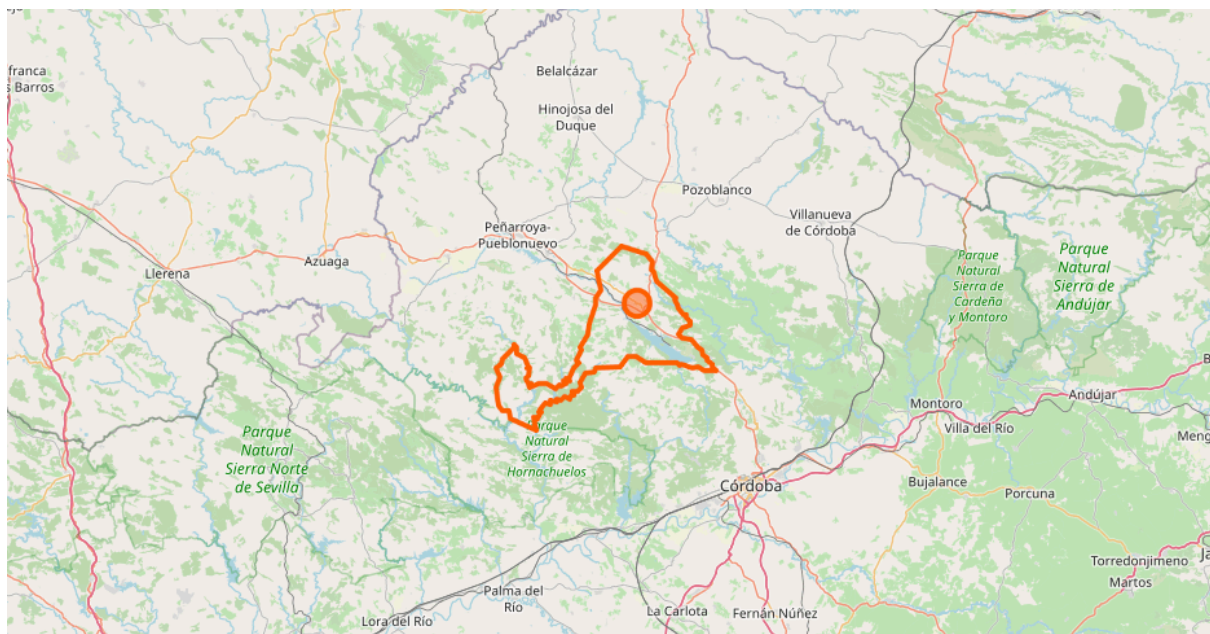 franca
s Barros
Belalcázar
Hinojosa del
Duque
Pozoblanco
Villanueva
de Córdoba
Peñarroya-
Pueblonuevo
Azuaga
Llerena
Parque
Natural
Sierra de
Cardeña
y Montoro
Parque
Natural
Sierra de
Andújar
Montoro
Andújar
Villa del Río
Parque
Natural
Sierra Norte
de Sevilla
Parque
Natural
Sierra de
Hornachuelos
Córdoba
Bujalance
Porcuna
Meng
Torredonjimeno
Martos
Palma del
Río
Lora del Río
La Carlota
Fernán Núñez